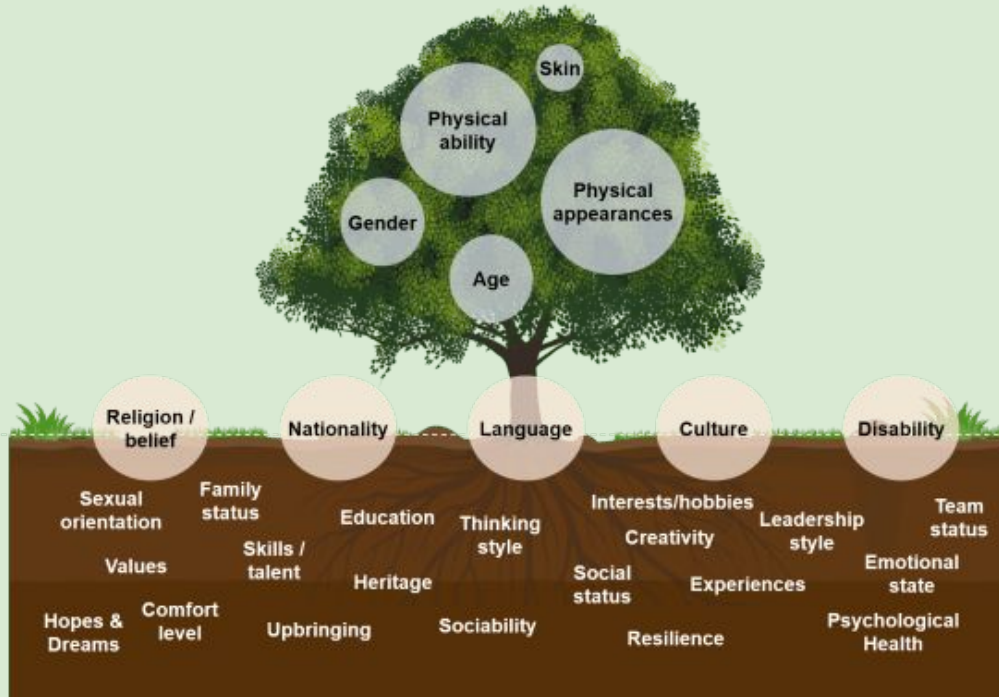 Skin
Physical
ability
Physical
appearances
Gender
Age
Religion /
belief
Nationality
Language
Culture
Disability
Sexual
orientation
Family
status
Education
Thinking
style
Interests/hobbies
Creativity
Leadership
style
Team
status
Values
Skills /
talent
Heritage
Social
status
Experiences
Emotional
state
Hopes &
Dreams
Comfort
level
Upbringing
Sociability
Resilience
Psychological
Health